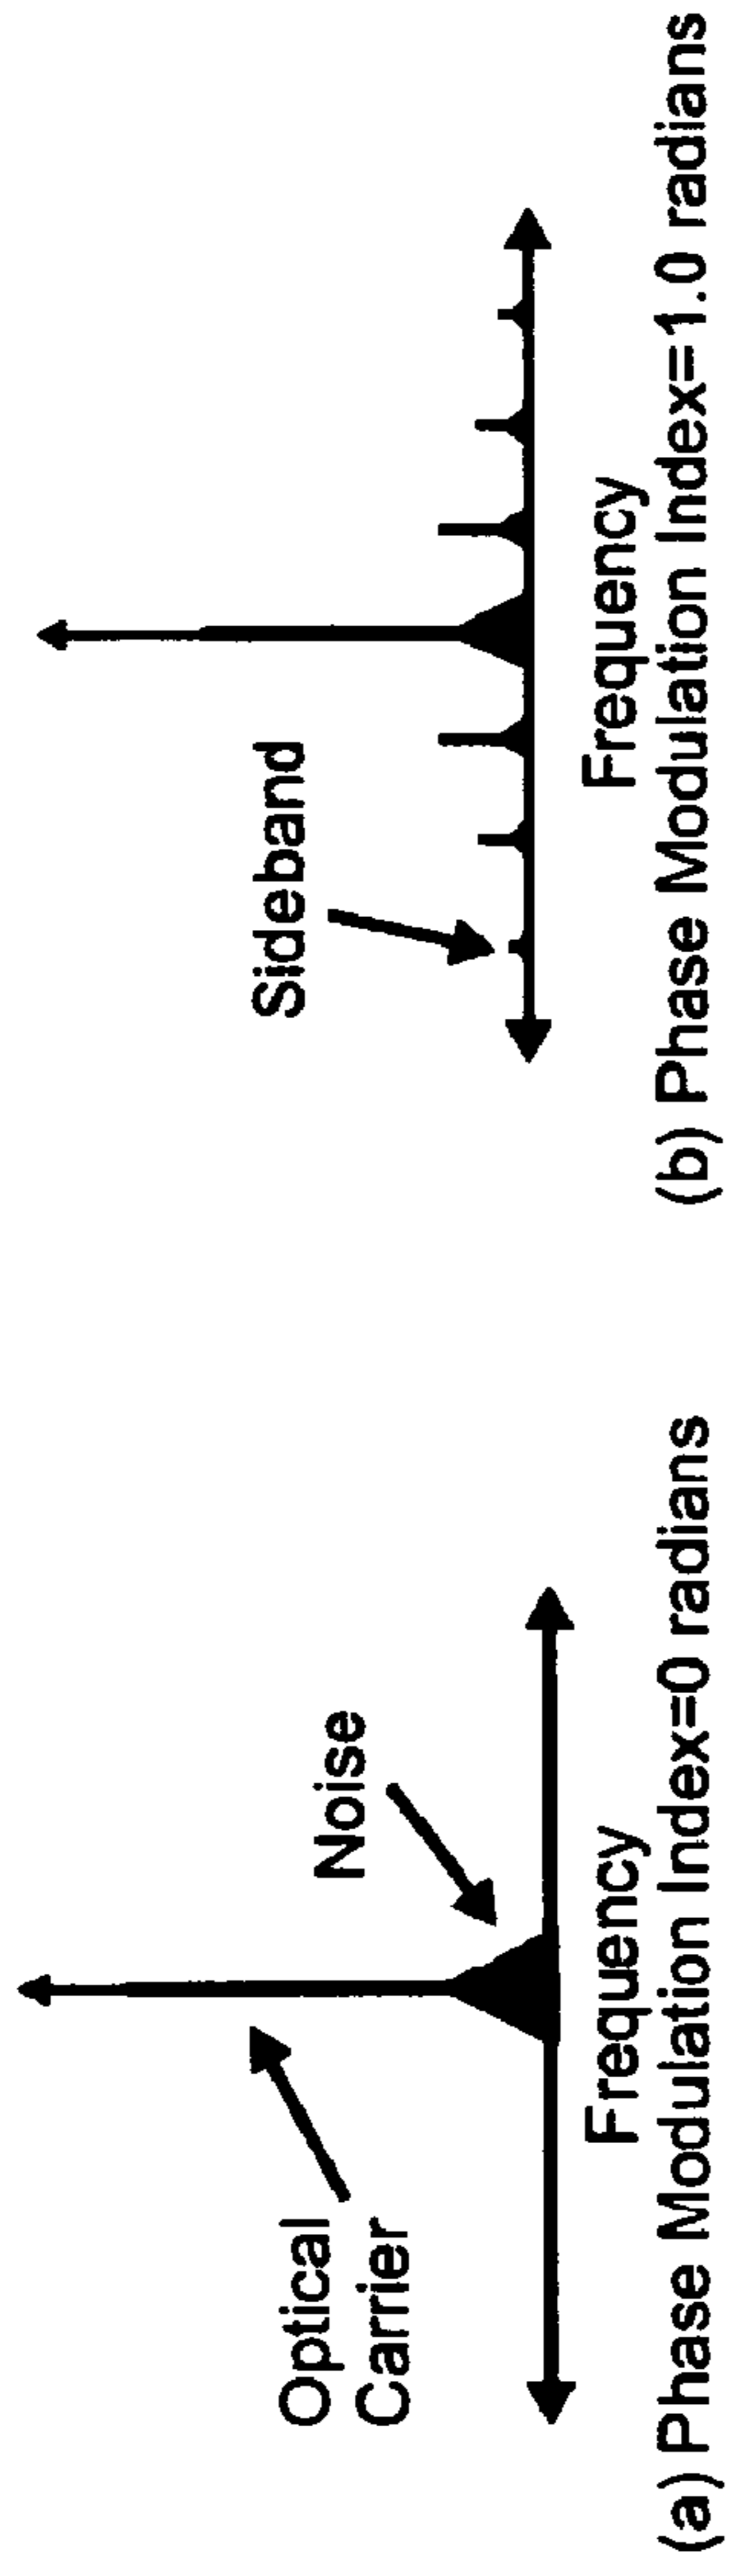 Optical
Carrier
Noise
Frequency
(a) Phase Modulation Index=0 radians
Sideband
Frequency
(b) Phase Modulation Index=1.0 radians